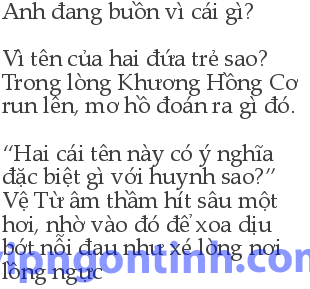 Anh đang buồn vì cái gì?
Vì tên của hai đứa trẻ sao?
Trong lòng Khương Hồng Cơ
run lên, mơ hồ đoán ra gì đó.
“Hai cái tên này có ý nghĩa
đặc biệt gì với huynh sao?”
Vệ Từ âm thầm hít sâu một
hơi, nhờ vào đó để xoa dịu
bớt nỗi đau như xé lòng nơi
lồng ngực
vipngontinh.com